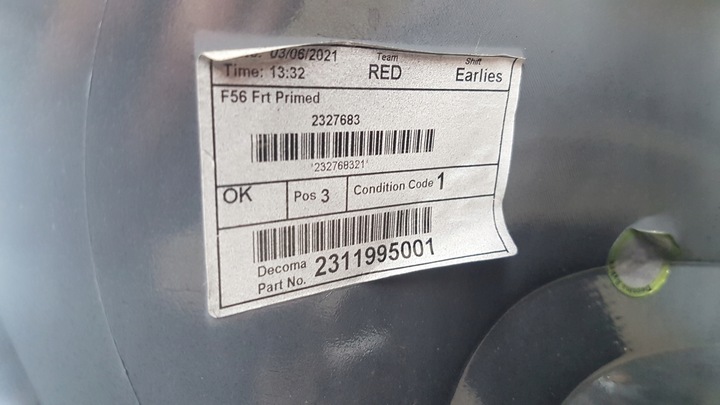 03/06/2021 Team Shift
Time: 13:32 RED Earlies
F56 Frt Primed
2327683
'232768321'
OK Pos 3 Condition Code 1
Decoma
Part No. 2311995001